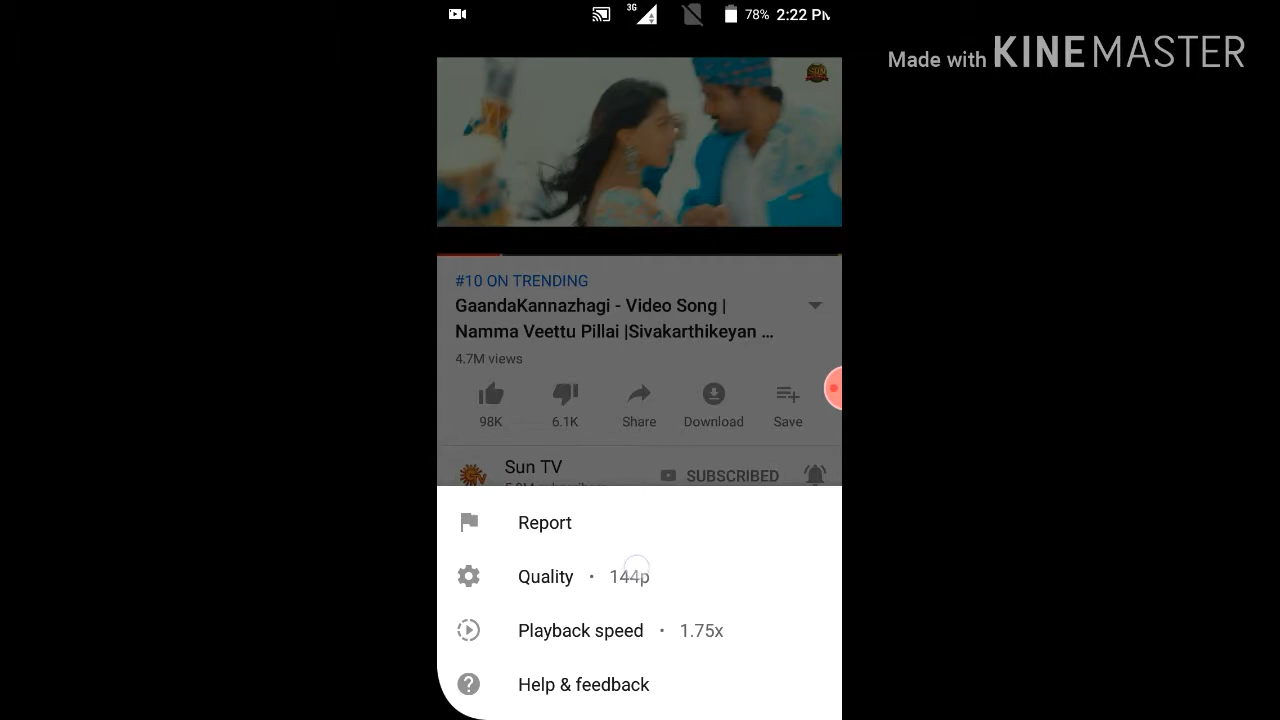 3G
78% 2:22 PM
Made with KINEMASTER
SUN
#10 ON TRENDING
GaandaKannazhagi - Video Song |
Namma Veettu Pillai |Sivakarthikeyan ...
4.7M views
98K 6.1K Share Download Save
Sun TV
SUBSCRIBED
Report
Quality • 144p
Playback speed • 1.75x
Help & feedback